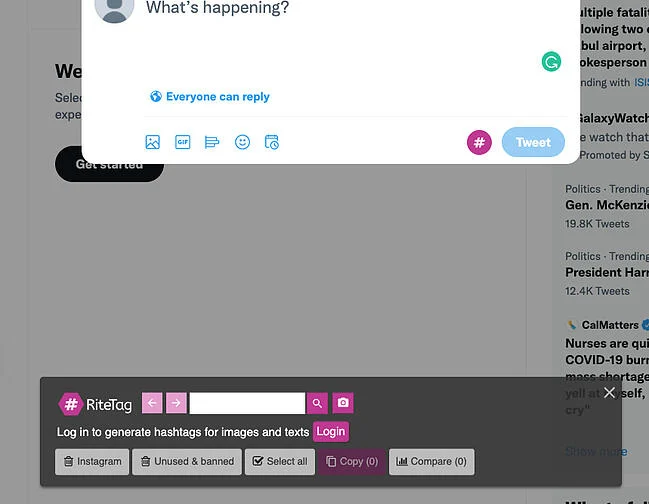 What's happening?
We
Selec
expe
Everyone can reply
GIF
# Tweet
Get started
ultiple fatalit
lowing two e
bul airport,
okesperson
nding with ISIS
GalaxyWatch
e watch that
Promoted by S
Politics · Trending
Gen. McKenzie
19.8K Tweets
Politics · Trending
President Harr
12.4K Tweets
CalMatters
Nurses are qui
COVID-19 burn
mass shortage
yell at myself,
cry"
Show more
# RiteTag
Log in to generate hashtags for images and texts Login
Instagram Unused & banned Select all Copy (0) Compare (0)